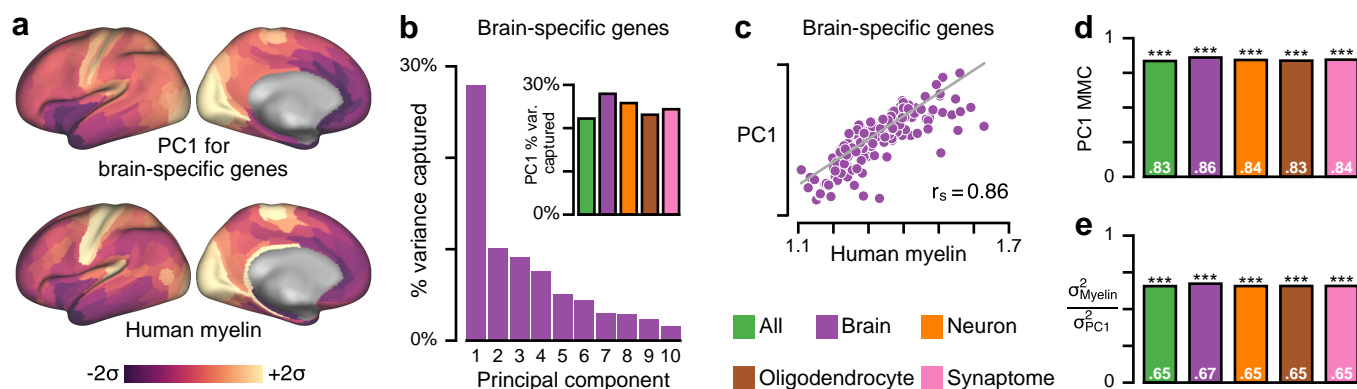 a
PC1 for
brain-specific genes
Human myelin
-2σ
+2σ
b
Brain-specific genes
30%
% variance captured
0%
30%
PC1 % var.
captured
0%
1 2 3 4 5 6 7 8 9 10
Principal component
c
Brain-specific genes
PC1
rs = 0.86
1.1
1.7
Human myelin
All
Brain
Neuron
Oligodendrocyte
Synaptome
d
1
PC1 MMC
0
*** *** *** *** ***
.83 .86 .84 .83 .84
e
1
σ²Myelin
σ²PC1
0
*** *** *** *** ***
.65 .67 .65 .65 .65